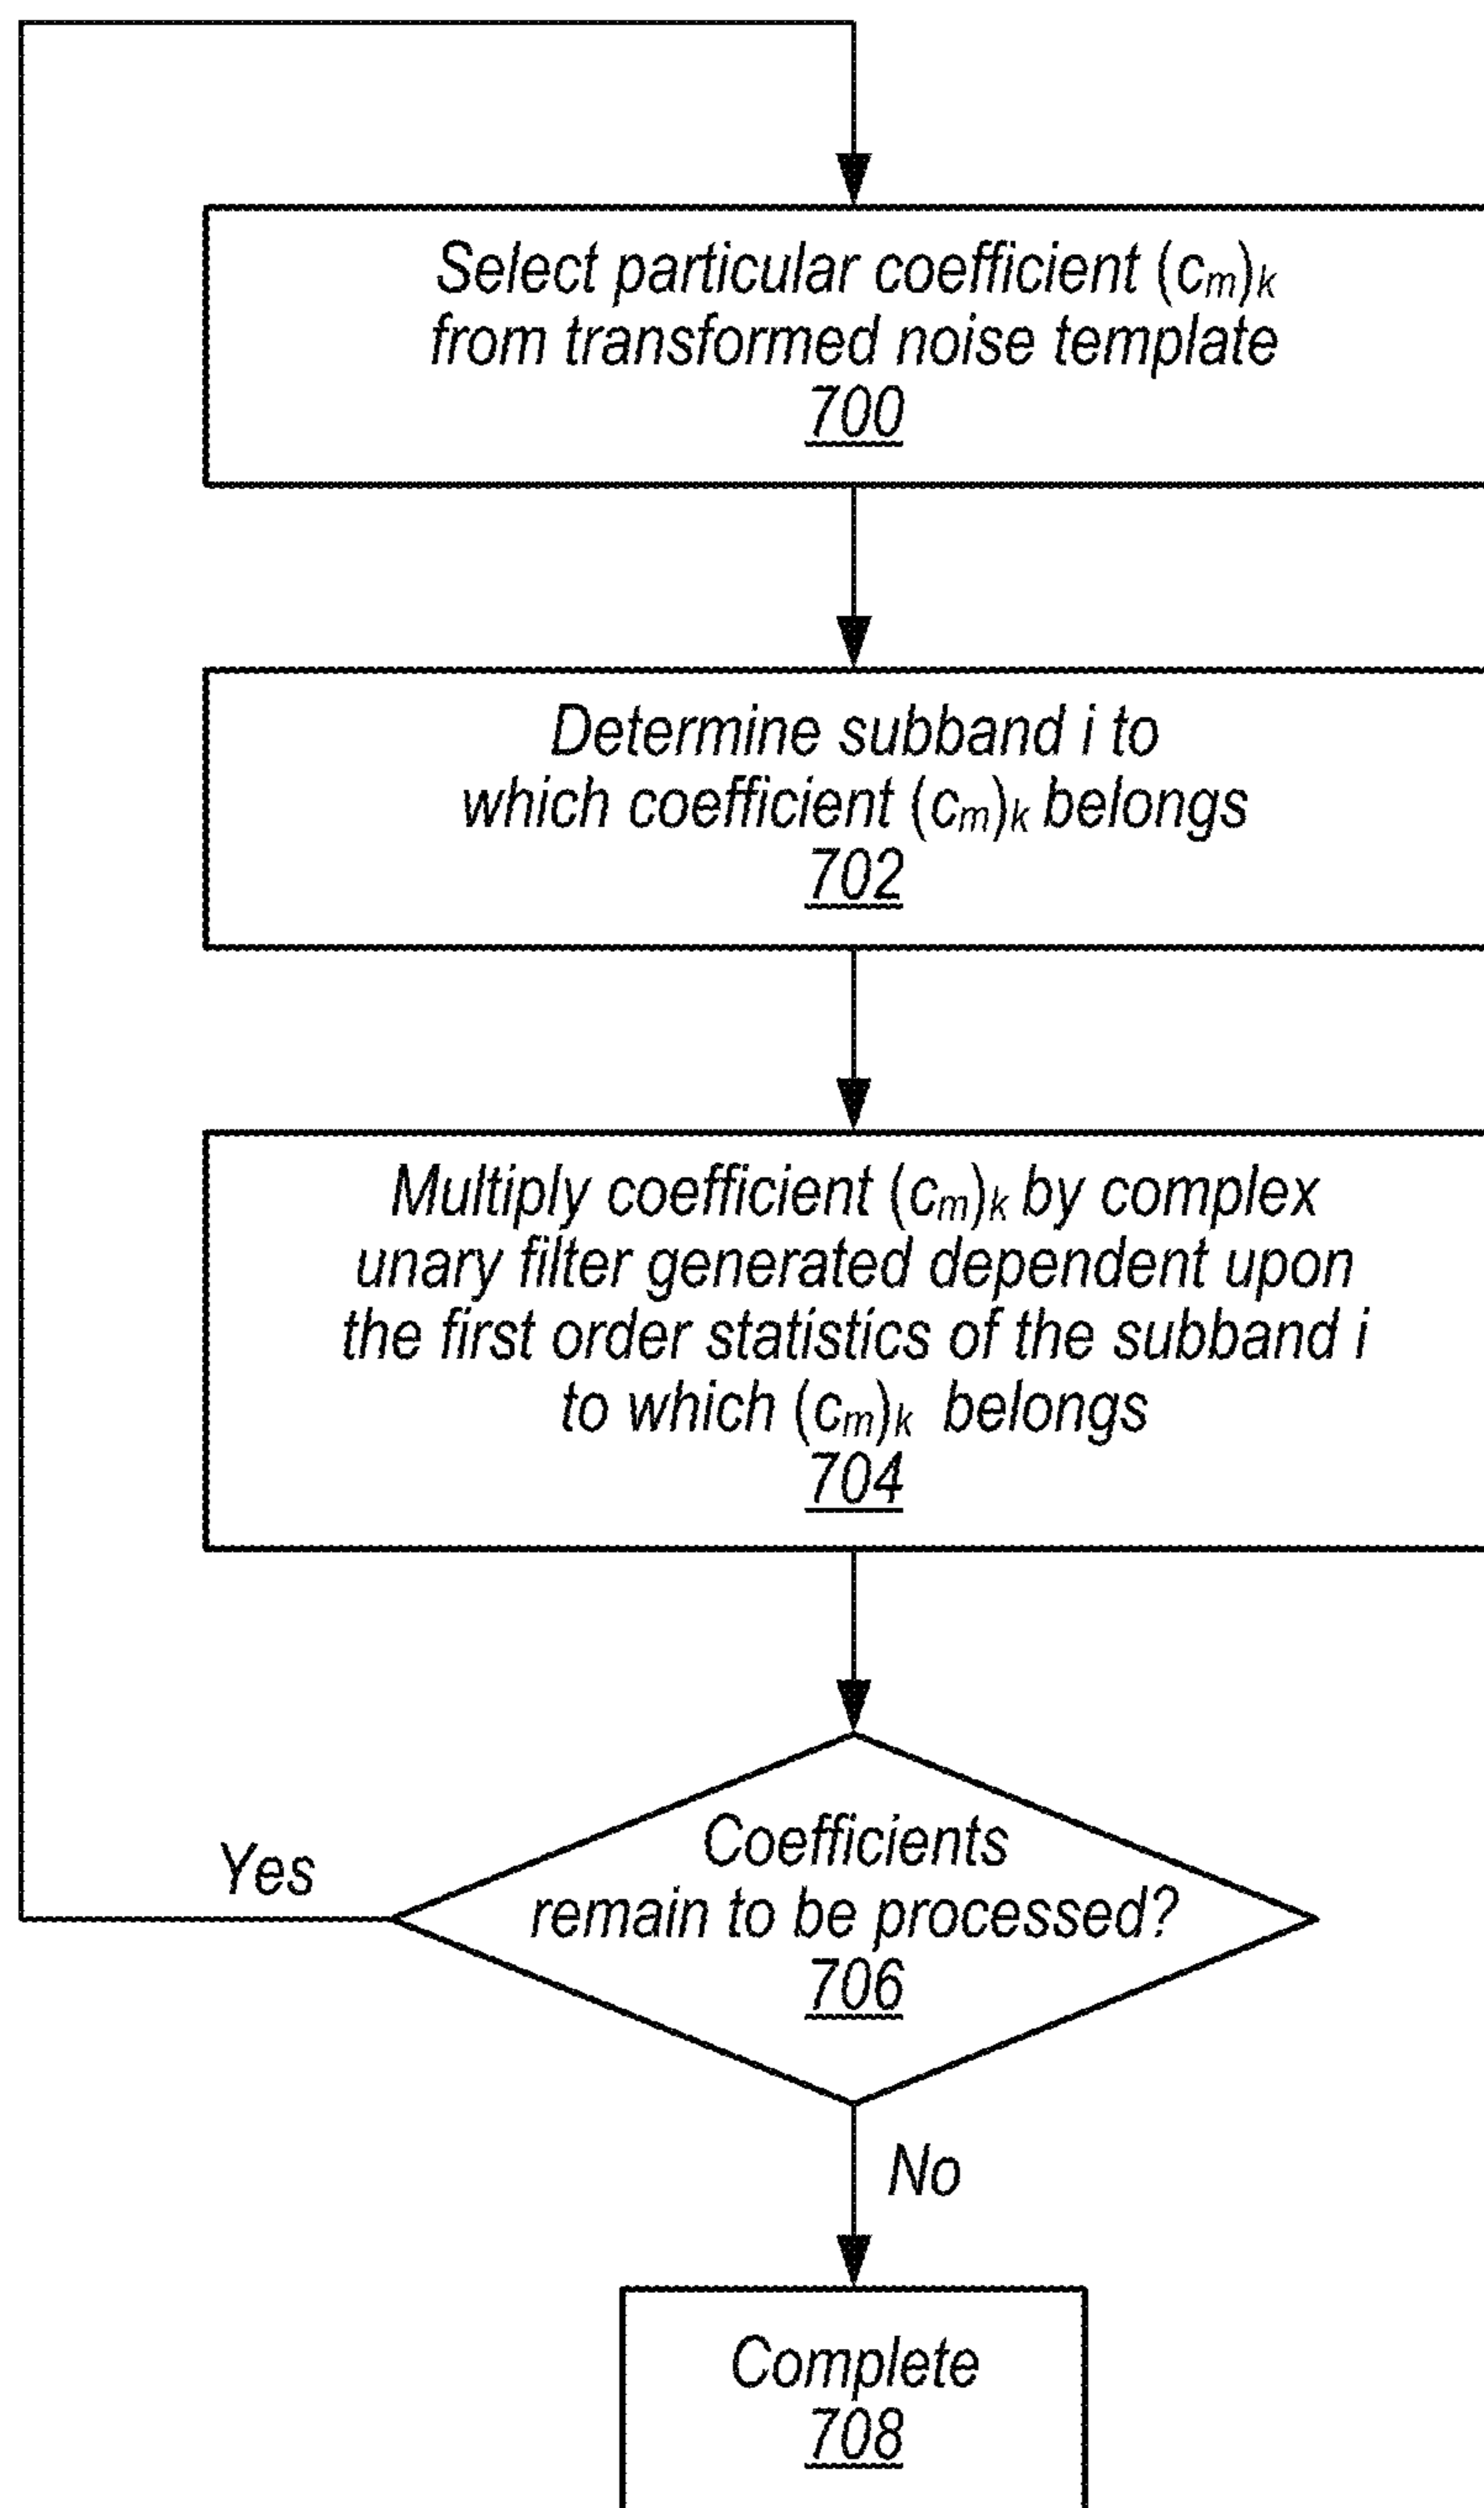 Select particular coefficient (cm)k
from transformed noise template
700
Determine subband i to
which coefficient (cm)k belongs
702
Multiply coefficient (cm)k by complex
unary filter generated dependent upon
the first order statistics of the subband i
to which (cm)k belongs
704
Coefficients
remain to be processed?
706
Yes
No
Complete
708